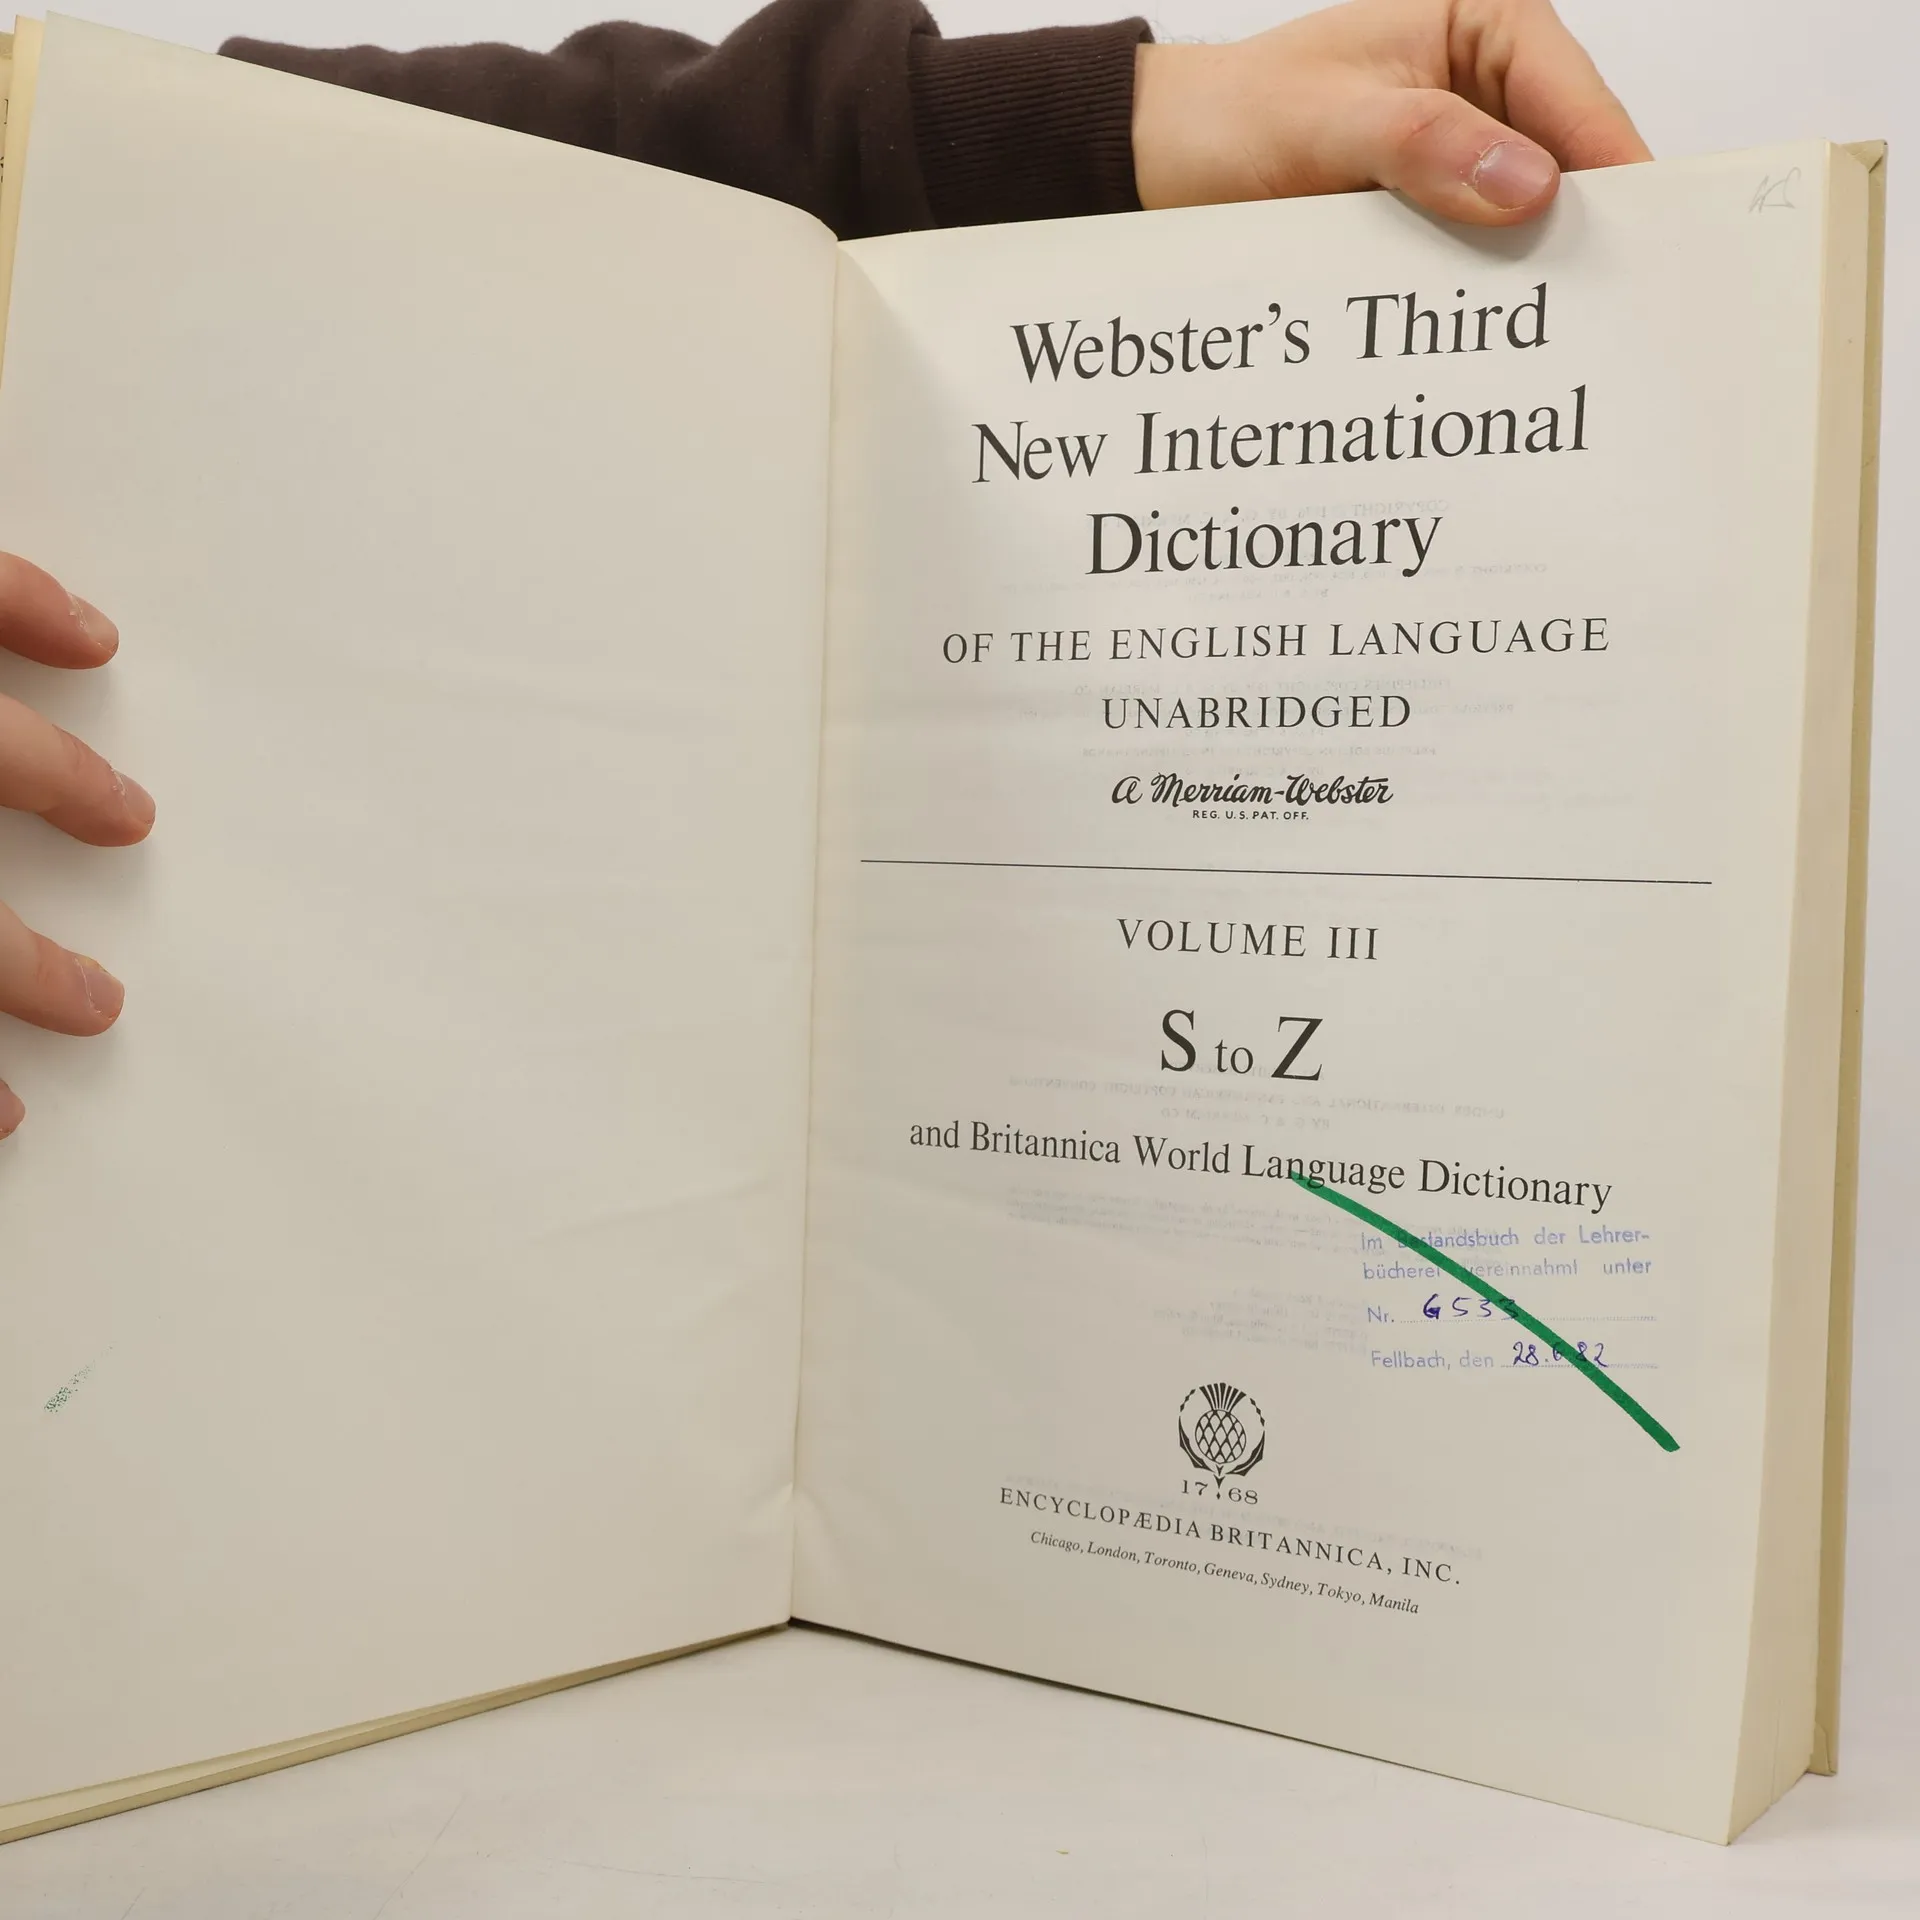 Webster's Third
New International
Dictionary
OF THE ENGLISH LANGUAGE
UNABRIDGED
a Merriam-Webster
REG. U.S. PAT. OFF.
VOLUME III
S to Z
and Britannica World Language Dictionary
Im Bestandsbuch der Lehrer-
bücherei vereinnahmt unter
Nr. G 533
Fellbach, den 28.6.82
1768
ENCYCLOPÆDIA BRITANNICA, INC.
Chicago, London, Toronto, Geneva, Sydney, Tokyo, Manila